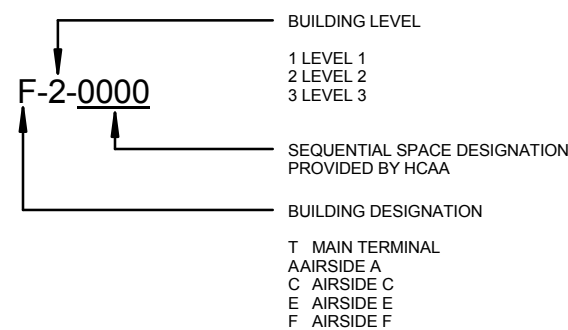 BUILDING LEVEL
1 LEVEL 1
2 LEVEL 2
3 LEVEL 3
F-2-0000
SEQUENTIAL SPACE DESIGNATION
PROVIDED BY HCAA
BUILDING DESIGNATION
T MAIN TERMINAL
AAIRSIDE A
C AIRSIDE C
E AIRSIDE E
F AIRSIDE F